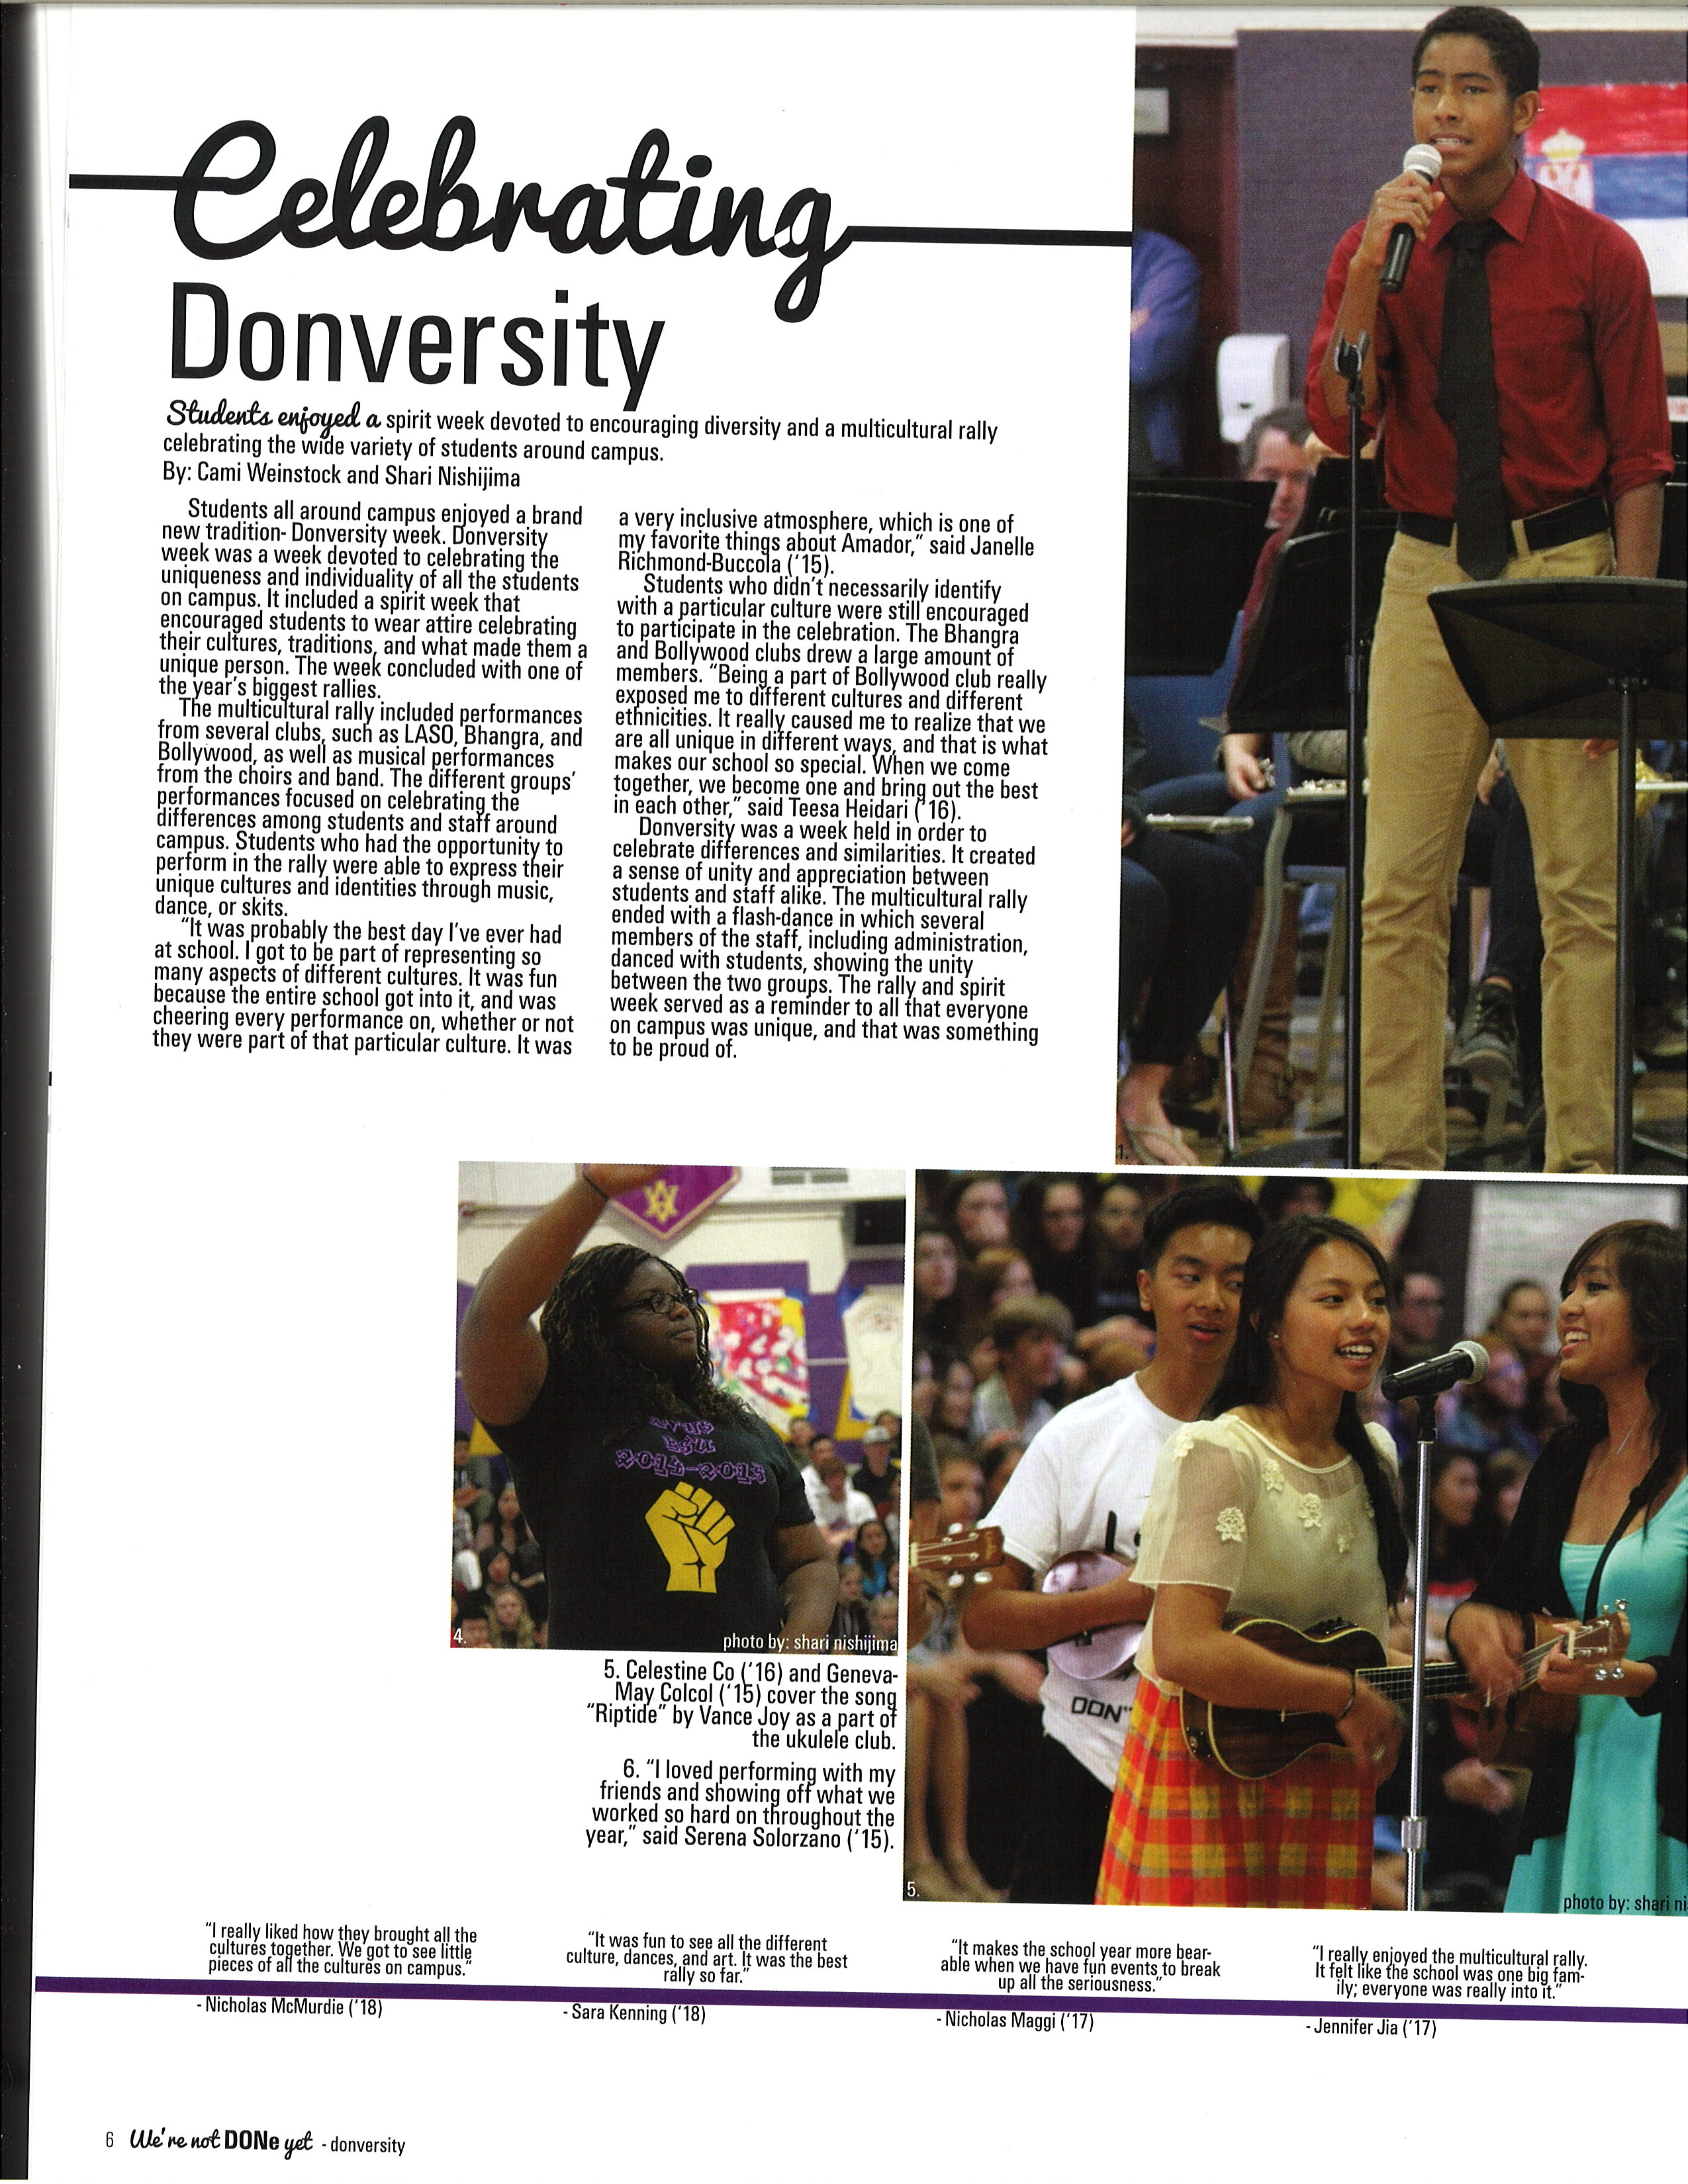 Celebrating
Donversity
Students enjoyed a spirit week devoted to encouraging diversity and a multicultural rally
celebrating the wide variety of students around campus.
By: Cami Weinstock and Shari Nishijima
Students all around campus enjoyed a brand
new tradition- Donversity week. Donversity
week was a week devoted to celebrating the
uniqueness and individuality of all the students
on campus. It included a spirit week that
encouraged students to wear attire celebrating
their cultures, traditions, and what made them a
unique person. The week concluded with one of
the year's biggest rallies.
The multicultural rally included performances
from several clubs, such as LASO, Bhangra, and
Bollywood, as well as musical performances
from the choirs and band. The different groups'
performances focused on celebrating the
differences among students and staff around
campus. Students who had the opportunity to
perform in the rally were able to express their
unique cultures and identities through music,
dance, or skits.
"It was probably the best day I've ever had
at school. I got to be part of representing so
many aspects of different cultures. It was fun
because the entire school got into it, and was
cheering every performance on, whether or not
they were part of that particular culture. It was
a very inclusive atmosphere, which is one of
my favorite things about Amador," said Janelle
Richmond-Buccola ('15).
Students who didn't necessarily identify
with a particular culture were still encouraged
to participate in the celebration. The Bhangra
and Bollywood clubs drew a large amount of
members. "Being a part of Bollywood club really
exposed me to different cultures and different
ethnicities. It really caused me to realize that we
are all unique in different ways, and that is what
makes our school so special. When we come
together, we become one and bring out the best
in each other," said Teesa Heidari ('16).
Donversity was a week held in order to
celebrate differences and similarities. It created
a sense of unity and appreciation between
students and staff alike. The multicultural rally
ended with a flash-dance in which several
members of the staff, including administration,
danced with students, showing the unity
between the two groups. The rally and spirit
week served as a reminder to all that everyone
on campus was unique, and that was something
to be proud of.
1.
AVHS
BSU
2014-2015
4.
photo by: shari nishijima
5. Celestine Co ('16) and Geneva-
May Colcol ('15) cover the song
"Riptide" by Vance Joy as a part of
the ukulele club.
6. "I loved performing with my
friends and showing off what we
worked so hard on throughout the
year," said Serena Solorzano ('15).
DON'
5.
photo by: shari ni
"I really liked how they brought all the
cultures together. We got to see little
pieces of all the cultures on campus."
- Nicholas McMurdie ('18)
"It was fun to see all the different
culture, dances, and art. It was the best
rally so far."
- Sara Kenning ('18)
"It makes the school year more bear-
able when we have fun events to break
up all the seriousness."
- Nicholas Maggi ('17)
"I really enjoyed the multicultural rally.
It felt like the school was one big fam-
ily; everyone was really into it."
- Jennifer Jia ('17)
6 We're not DONe yet - donversity